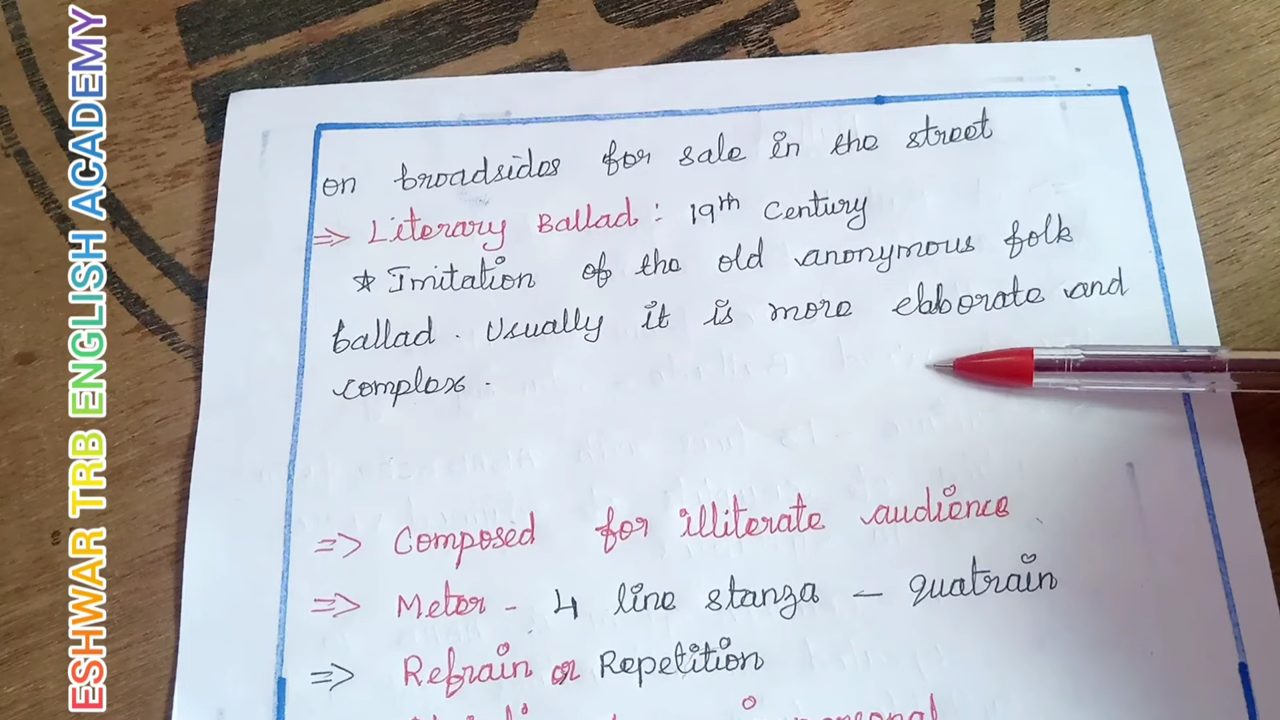 ESHWAR TRB ENGLISH ACADEMY
on broadsides for sale in the street
⇒ Literary Ballad : 19th Century
* Imitation of the old anonymous folk
ballad. Usually it is more elaborate and
complex.
⇒ Composed for illiterate audience
⇒ Meter - 4 line stanza – quatrain
⇒ Refrain or Repetition
personal